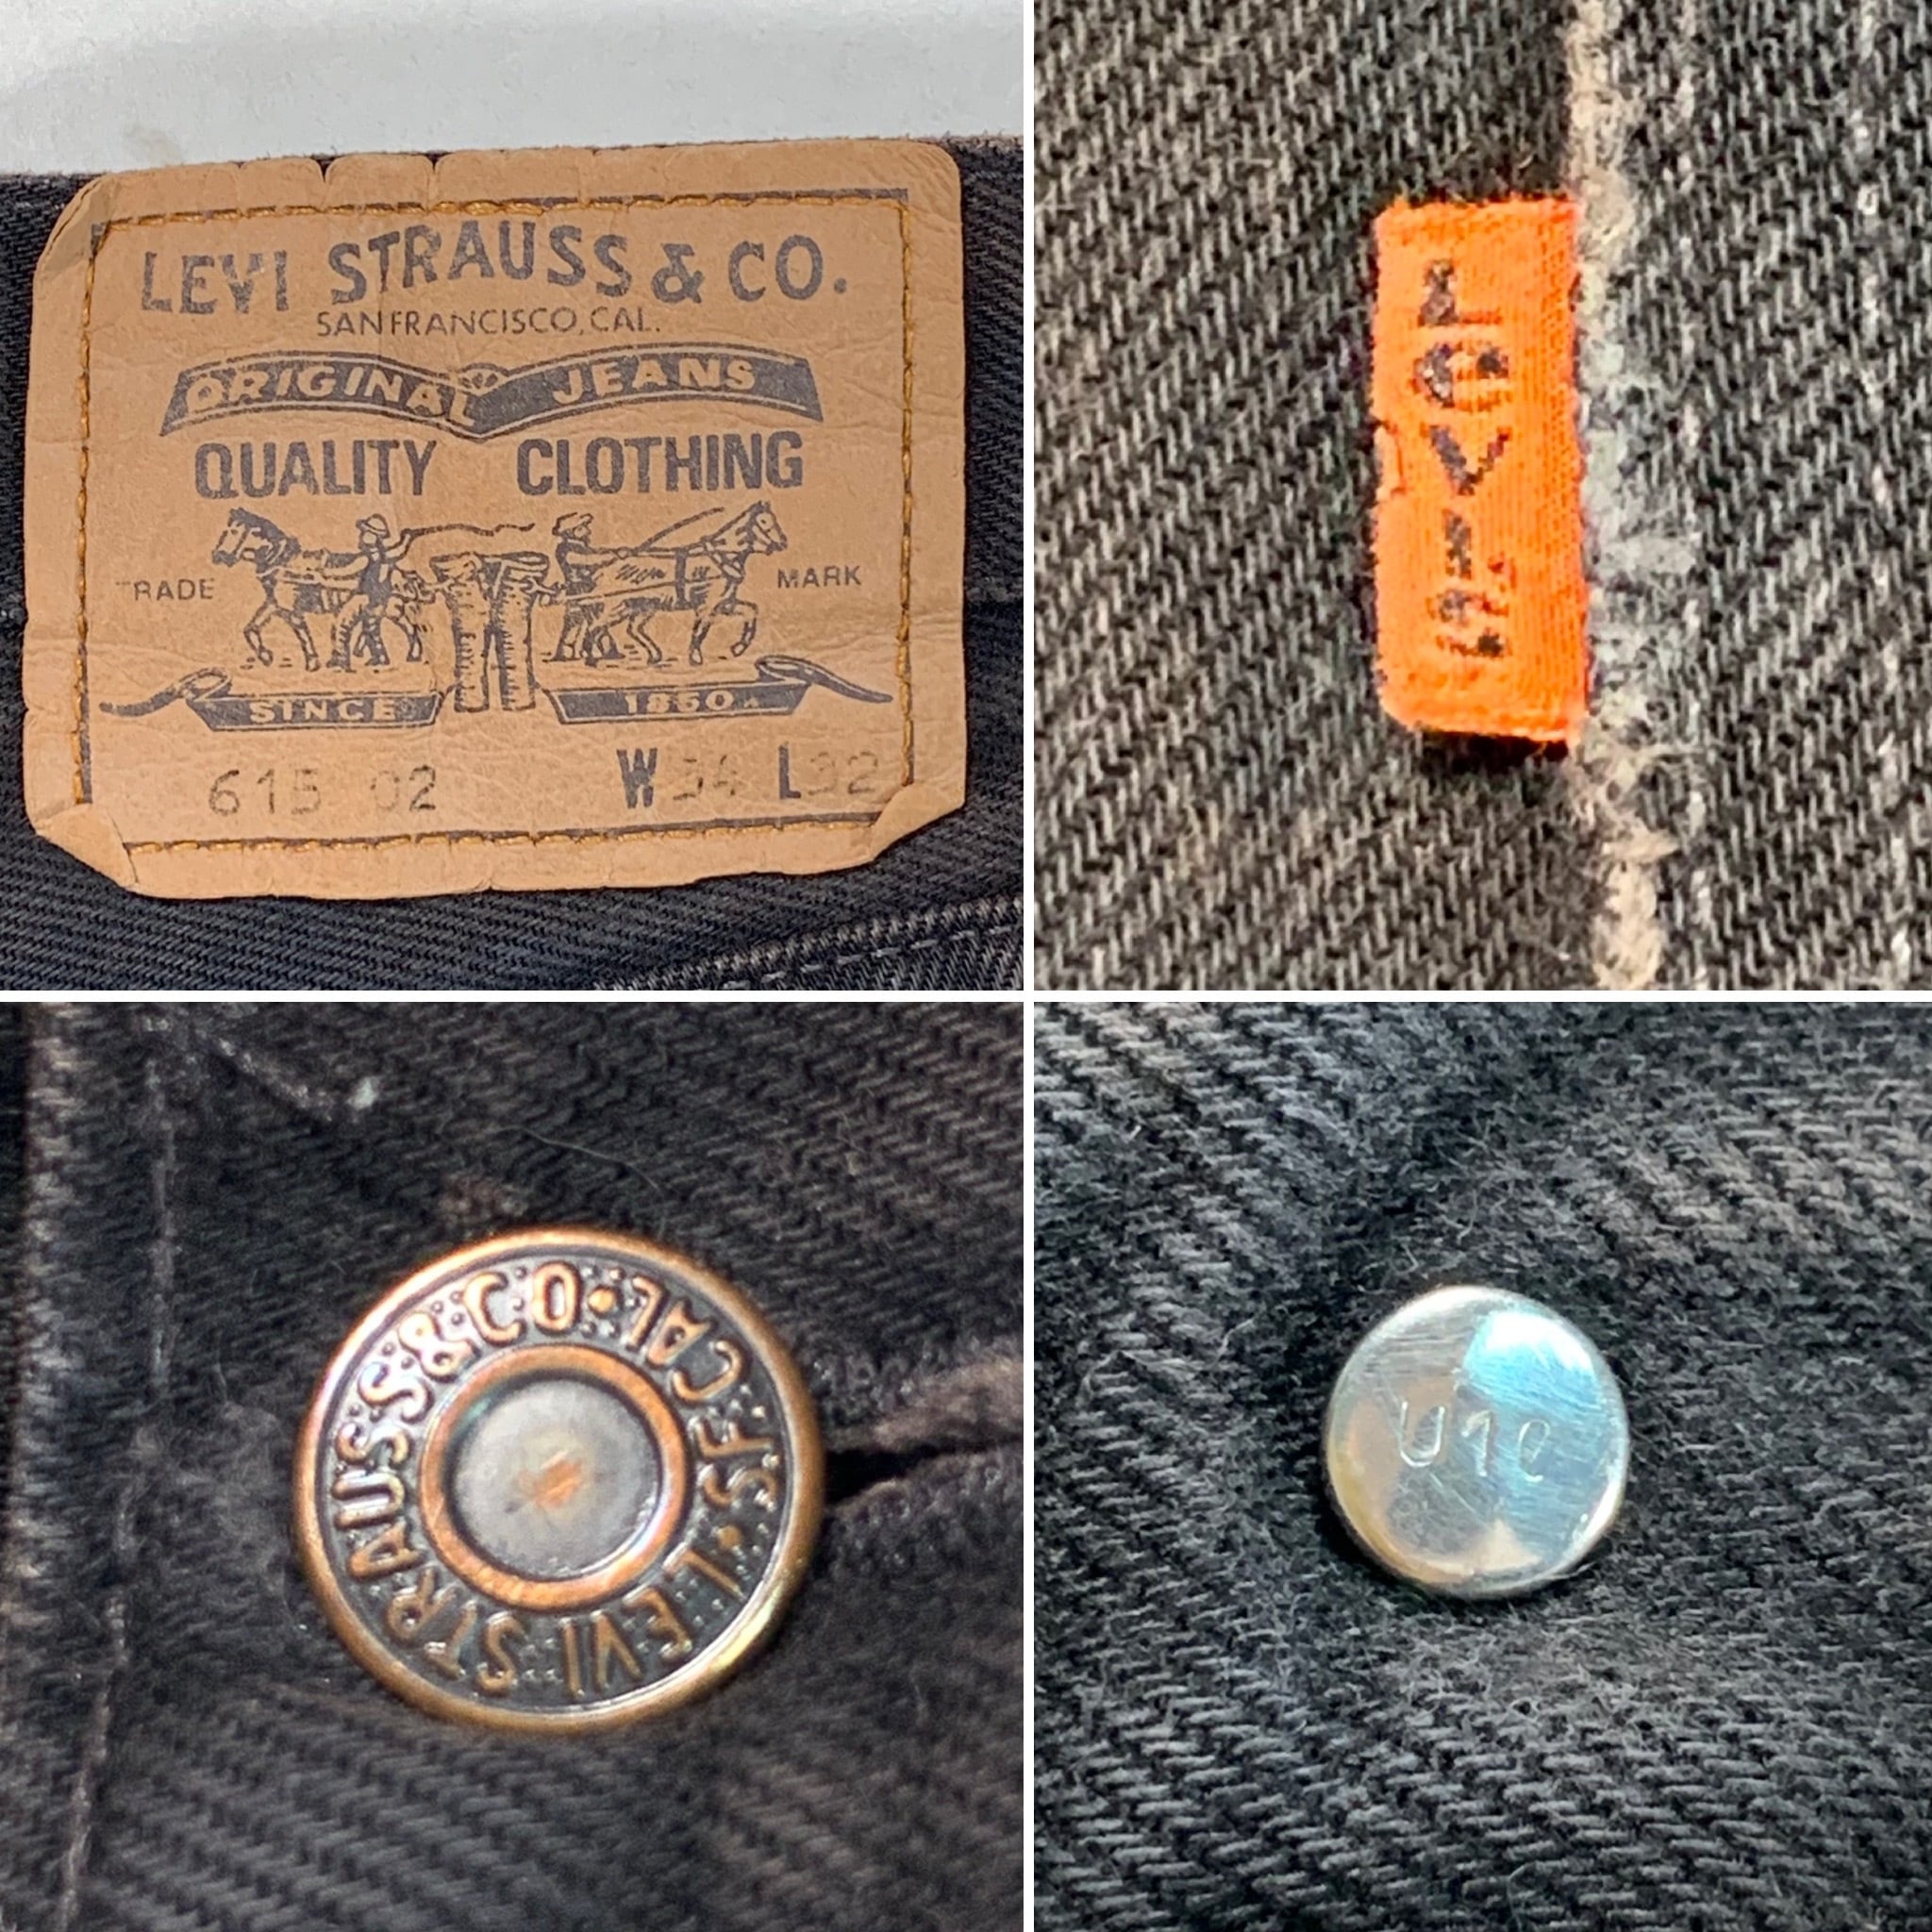 LEVI STRAUSS & CO.
SAN FRANCISCO, CAL.
ORIGINAL JEANS
QUALITY CLOTHING
TRADE MARK
SINCE 1850
615 02 W34 L32
Levi's
LEVI STRAUSS & CO • S.F. CAL •
U10